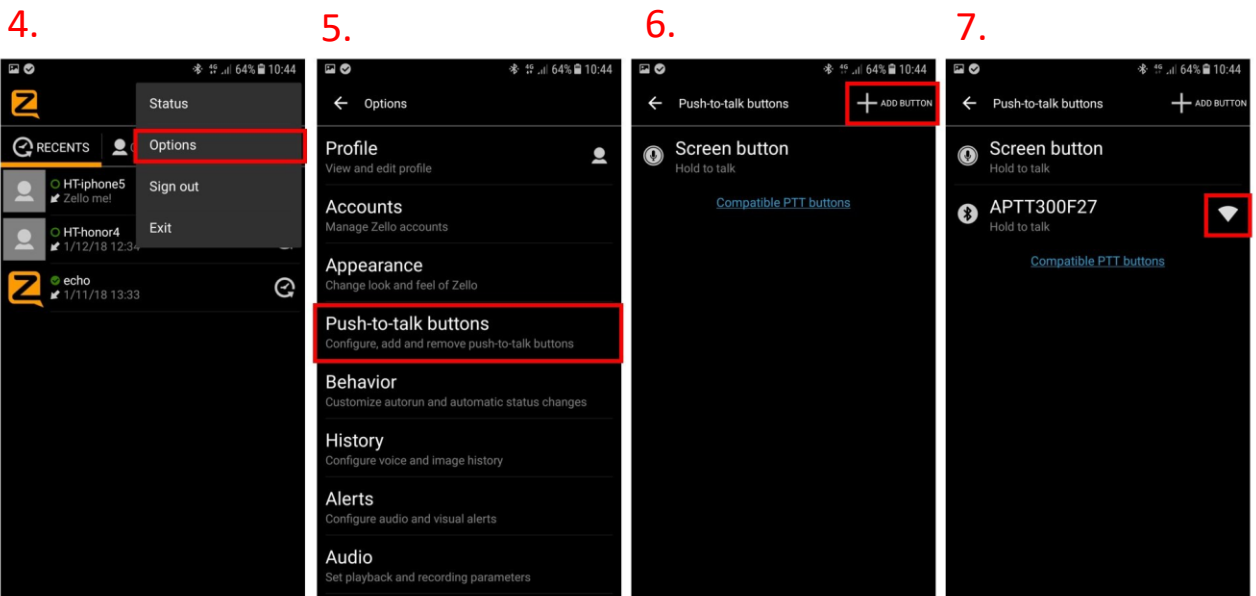 4.
64% 10:44
Status
Options
Sign out
Exit
RECENTS
HT-iphone5
Zello me!
HT-honor4
1/12/18 12:34
echo
1/11/18 13:33
5.
64% 10:44
Options
Profile
View and edit profile
Accounts
Manage Zello accounts
Appearance
Change look and feel of Zello
Push-to-talk buttons
Configure, add and remove push-to-talk buttons
Behavior
Customize autorun and automatic status changes
History
Configure voice and image history
Alerts
Configure audio and visual alerts
Audio
Set playback and recording parameters
6.
64% 10:44
Push-to-talk buttons
ADD BUTTON
Screen button
Hold to talk
Compatible PTT buttons
7.
64% 10:44
Push-to-talk buttons
ADD BUTTON
Screen button
Hold to talk
APTT300F27
Hold to talk
Compatible PTT buttons